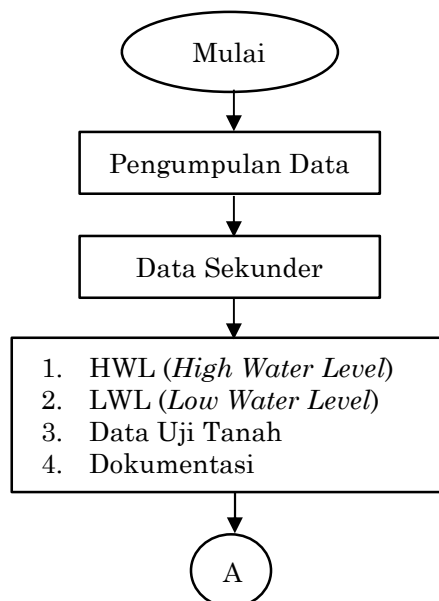 Mulai
Pengumpulan Data
Data Sekunder
1. HWL (High Water Level)
2. LWL (Low Water Level)
3. Data Uji Tanah
4. Dokumentasi
A